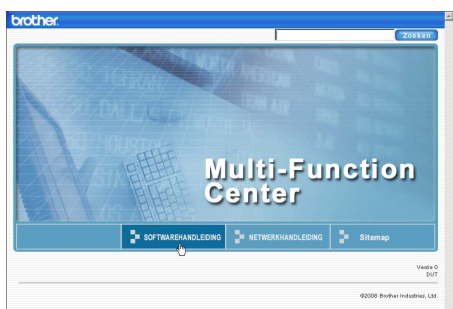 brother.
Zoeken
Multi-Function
Center
SOFTWAREHANDLEIDING NETWERKHANDLEIDING Sitemap
Versie 0
DUT
©2008 Brother Industries, Ltd.